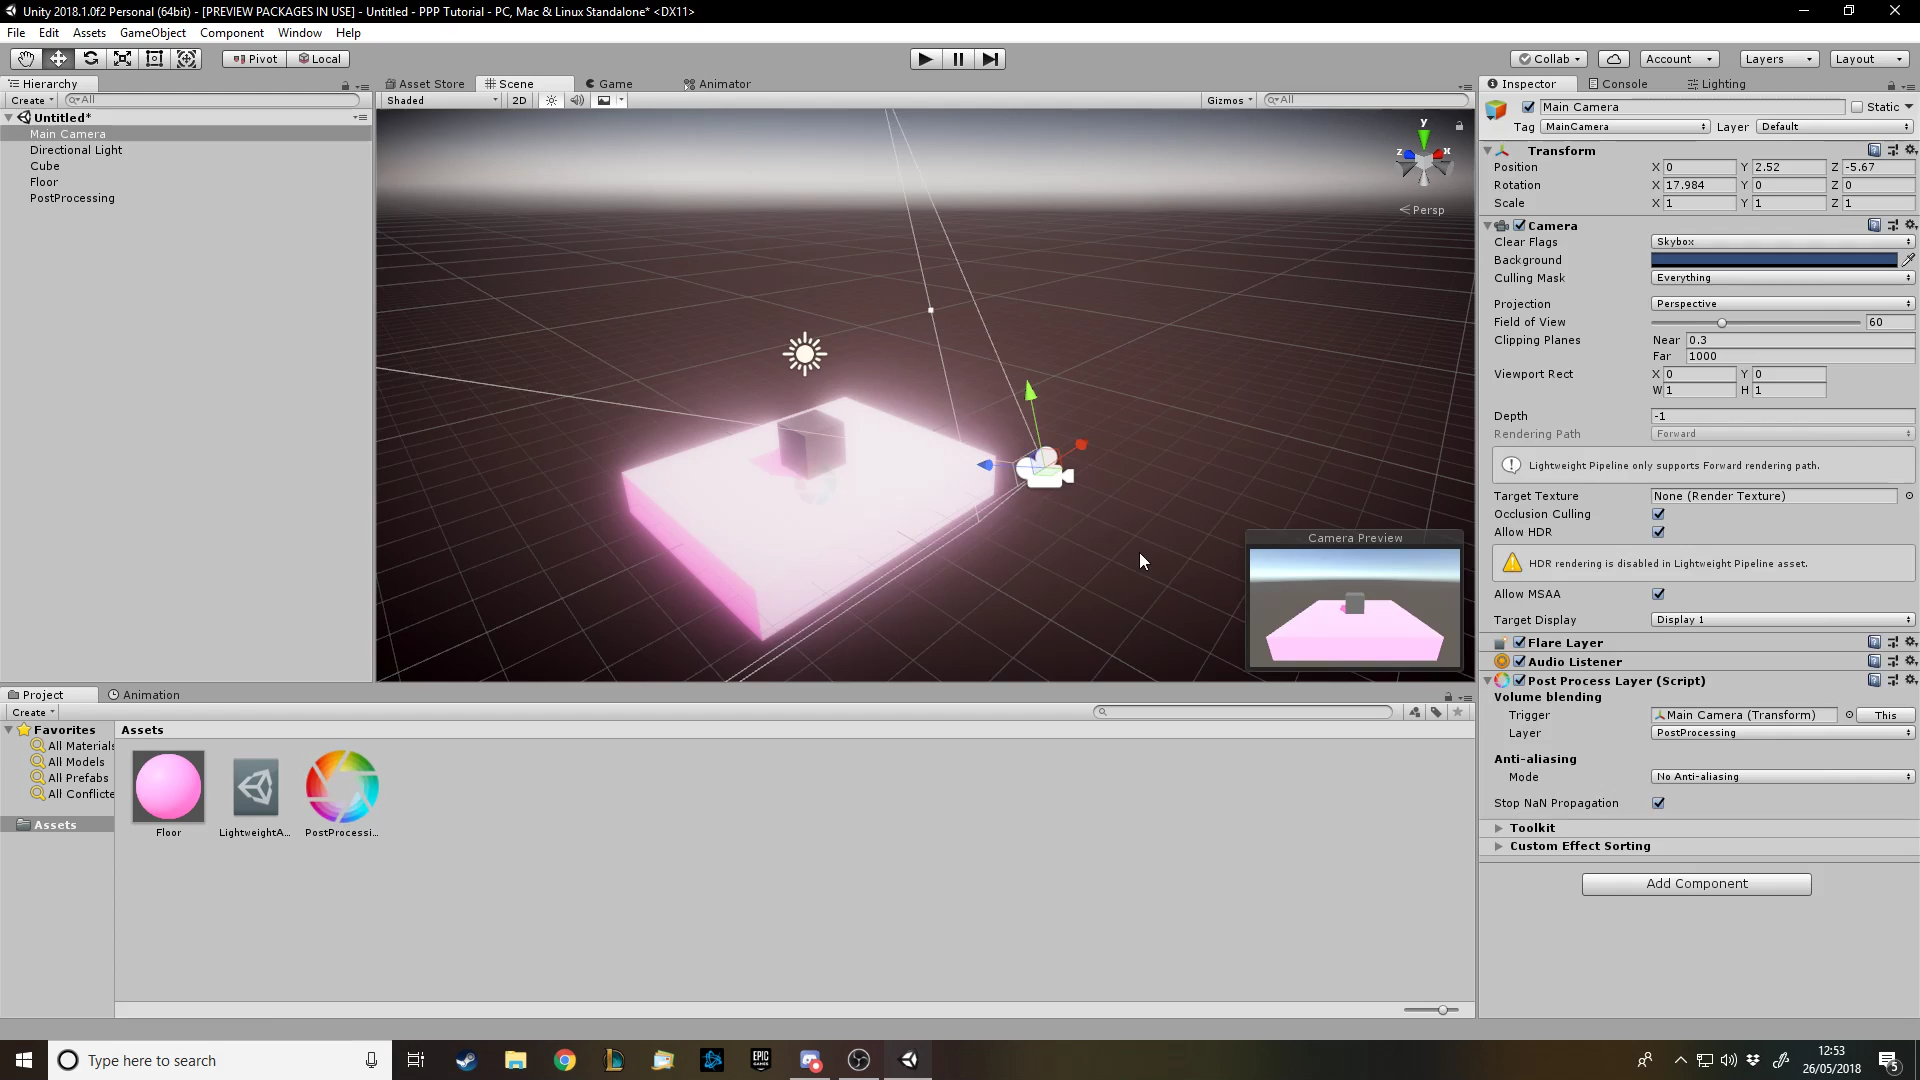 Unity 2018.1.0f2 Personal (64bit) - [PREVIEW PACKAGES IN USE] - Untitled - PPP Tutorial - PC, Mac & Linux Standalone* <DX11>
File Edit Assets GameObject Component Window Help
Pivot Local Collab Account Layers Layout
Hierarchy Asset Store Scene Game Animator Inspector Console Lighting
Create All Shaded 2D Gizmos All
Untitled*
Main Camera
Directional Light
Cube
Floor
PostProcessing
y
z x
Persp
Camera Preview
Main Camera Static
Tag MainCamera Layer Default
Transform
Position X 0 Y 2.52 Z -5.67
Rotation X 17.984 Y 0 Z 0
Scale X 1 Y 1 Z 1
Camera
Clear Flags Skybox
Background
Culling Mask Everything
Projection Perspective
Field of View 60
Clipping Planes Near 0.3
Far 1000
Viewport Rect X 0 Y 0
W 1 H 1
Depth -1
Rendering Path Forward
Lightweight Pipeline only supports Forward rendering path.
Target Texture None (Render Texture)
Occlusion Culling
Allow HDR
HDR rendering is disabled in Lightweight Pipeline asset.
Allow MSAA
Target Display Display 1
Flare Layer
Audio Listener
Post Process Layer (Script)
Volume blending
Trigger Main Camera (Transform) This
Layer PostProcessing
Anti-aliasing
Mode No Anti-aliasing
Stop NaN Propagation
Toolkit
Custom Effect Sorting
Add Component
Project Animation
Create
Favorites
All Materials
All Models
All Prefabs
All Conflicte
Assets
Assets
Floor LightweightA... PostProcessi...
Type here to search
EPIC GAMES
12:53
26/05/2018
5